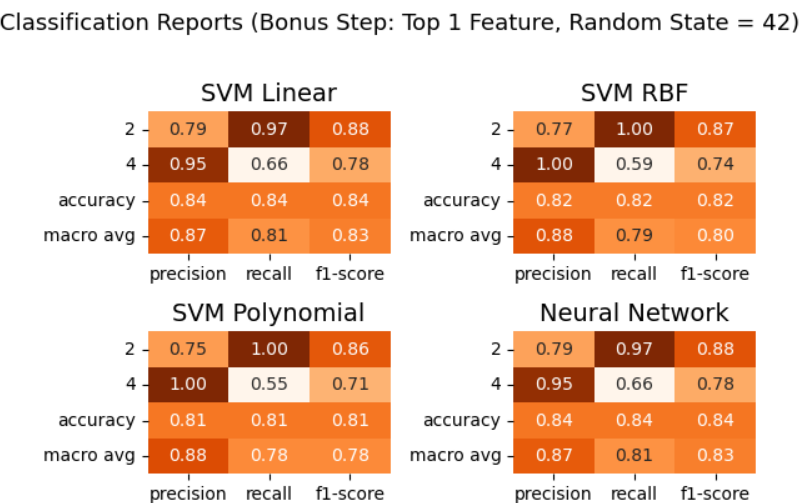 Classification Reports (Bonus Step: Top 1 Feature, Random State = 42)
SVM Linear
2 0.79 0.97 0.88
4 0.95 0.66 0.78
accuracy 0.84 0.84 0.84
macro avg 0.87 0.81 0.83
precision recall f1-score
SVM RBF
2 0.77 1.00 0.87
4 1.00 0.59 0.74
accuracy 0.82 0.82 0.82
macro avg 0.88 0.79 0.80
precision recall f1-score
SVM Polynomial
2 0.75 1.00 0.86
4 1.00 0.55 0.71
accuracy 0.81 0.81 0.81
macro avg 0.88 0.78 0.78
precision recall f1-score
Neural Network
2 0.79 0.97 0.88
4 0.95 0.66 0.78
accuracy 0.84 0.84 0.84
macro avg 0.87 0.81 0.83
precision recall f1-score